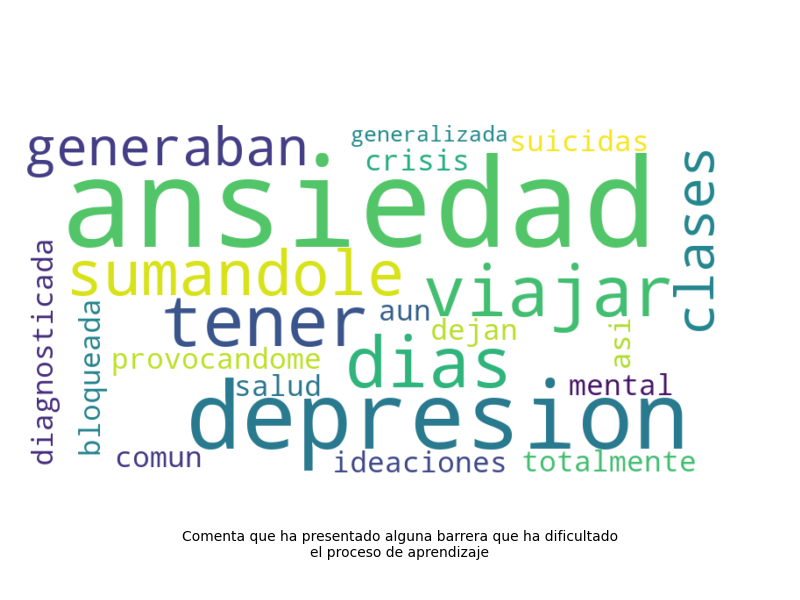 generaban
generalizada
suicidas
crisis
ansiedad
clases
sumandole
viajar
diagnosticada
bloqueada
tener
aun
dejan
asi
provocandome
dias
salud
mental
depresion
comun
ideaciones
totalmente
Comenta que ha presentado alguna barrera que ha dificultado
el proceso de aprendizaje